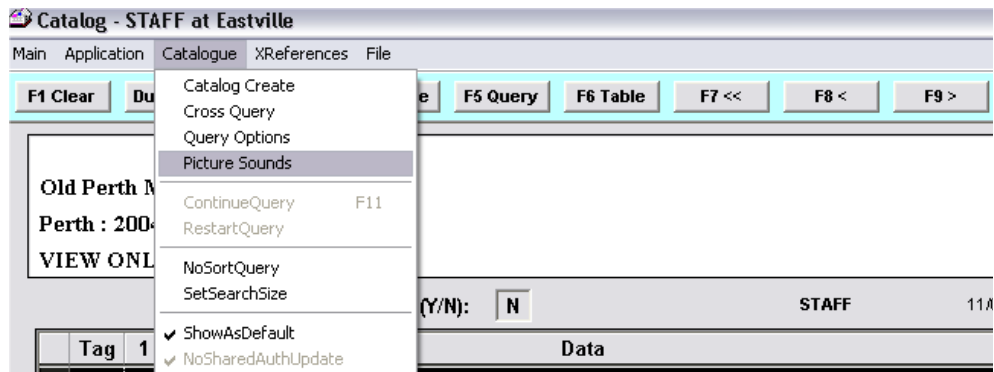 Catalog - STAFF at Eastville
Main Application Catalogue XReferences File
F1 Clear Du e F5 Query F6 Table F7 << F8 < F9 >
Catalog Create
Cross Query
Query Options
Picture Sounds
ContinueQuery F11
RestartQuery
NoSortQuery
SetSearchSize
ShowAsDefault
NoSharedAuthUpdate
Old Perth
Perth : 200
VIEW ONL
(Y/N): N STAFF 11/
Tag 1 Data